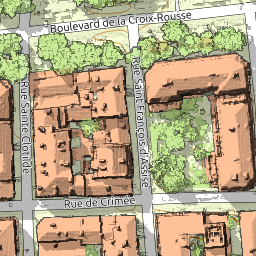 Boulevard de la Croix-Rousse
Rue Sainte Clotilde
Rue Saint François d'Assise
Rue de Crimée